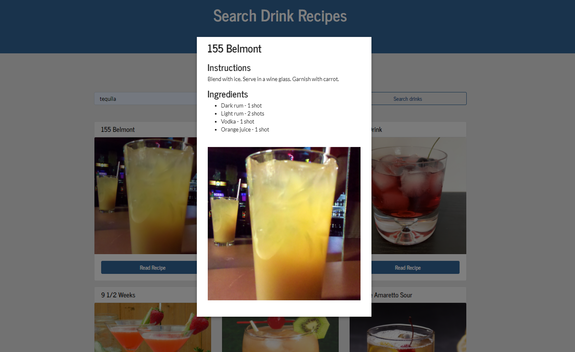 Search Drink Recipes
155 Belmont
Instructions
Blend with ice. Serve in a wine glass. Garnish with carrot.
Ingredients
Dark rum - 1 shot
Light rum - 2 shots
Vodka - 1 shot
Orange juice - 1 shot
tequila
Search drinks
155 Belmont
Drink
Read Recipe
Read Recipe
9 1/2 Weeks
Amaretto Sour